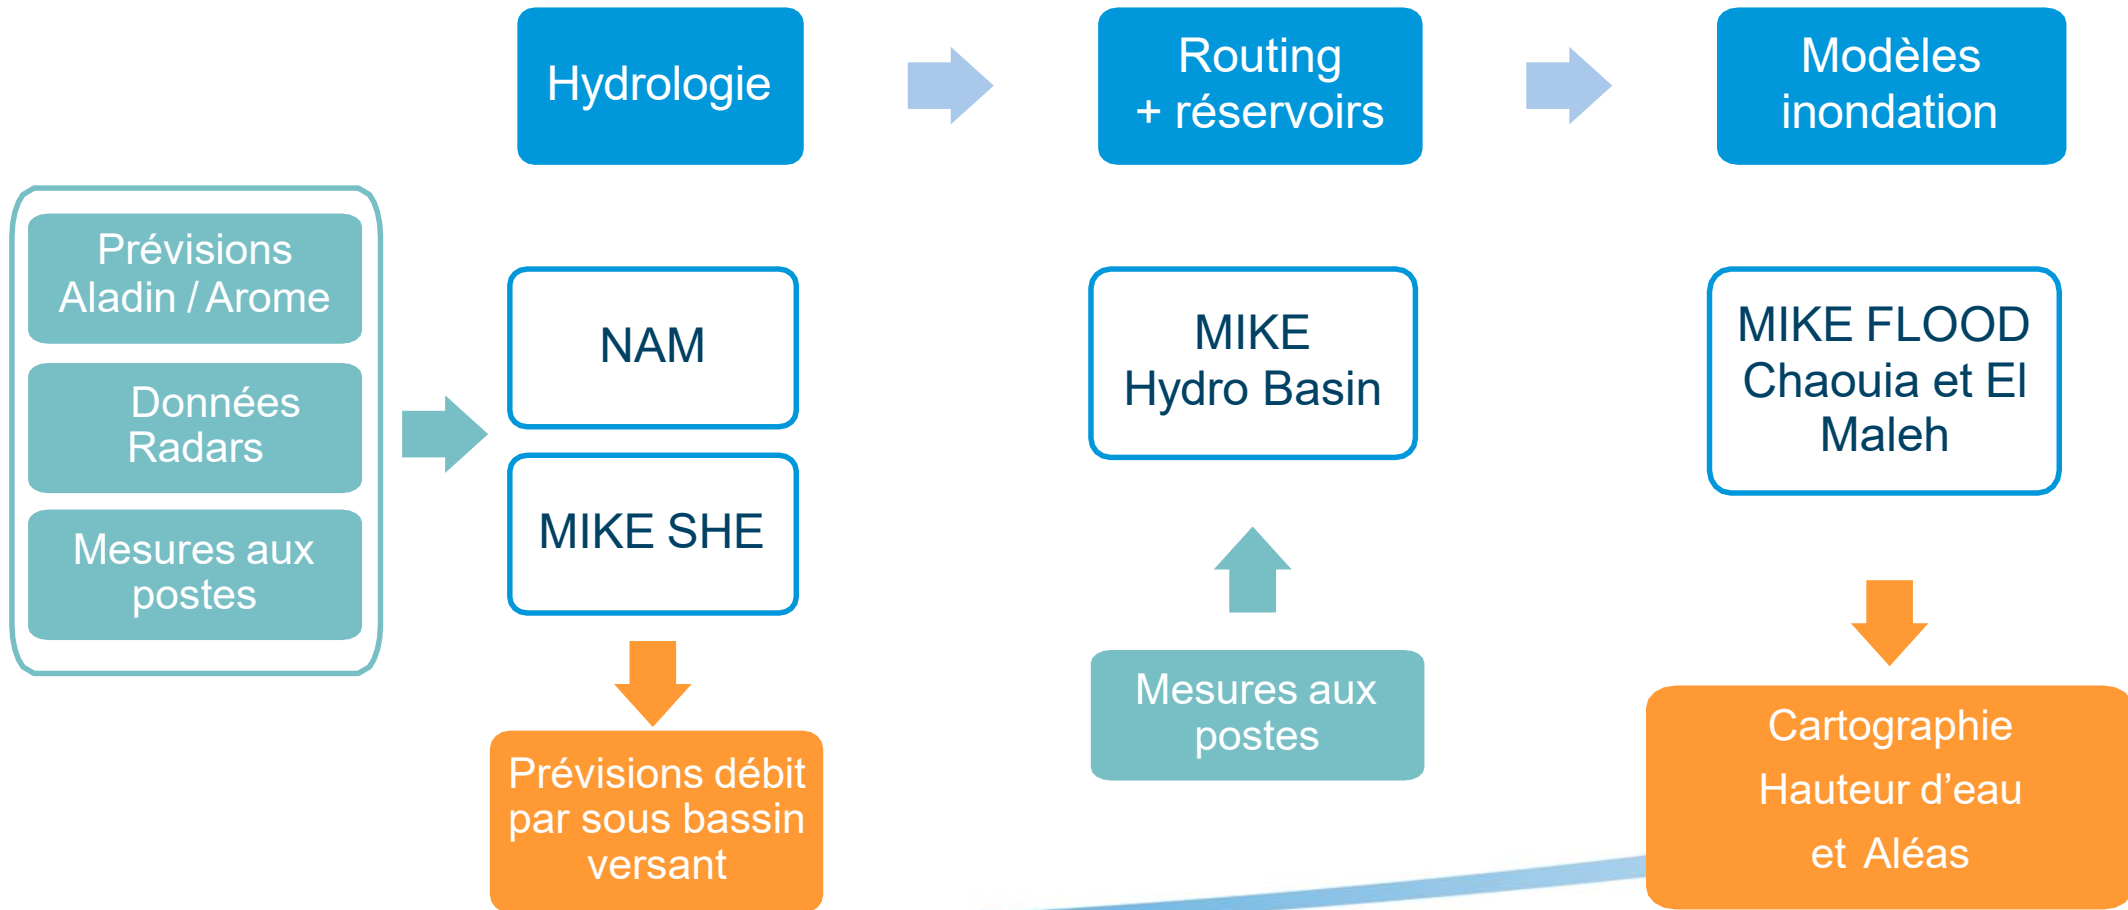 Hydrologie
Routing
+ réservoirs
Modèles
inondation
Prévisions
Aladin / Arome
Données
Radars
Mesures aux
postes
NAM
MIKE SHE
MIKE
Hydro Basin
MIKE FLOOD
Chaouia et El
Maleh
Prévisions débit
par sous bassin
versant
Mesures aux
postes
Cartographie
Hauteur d’eau
et Aléas